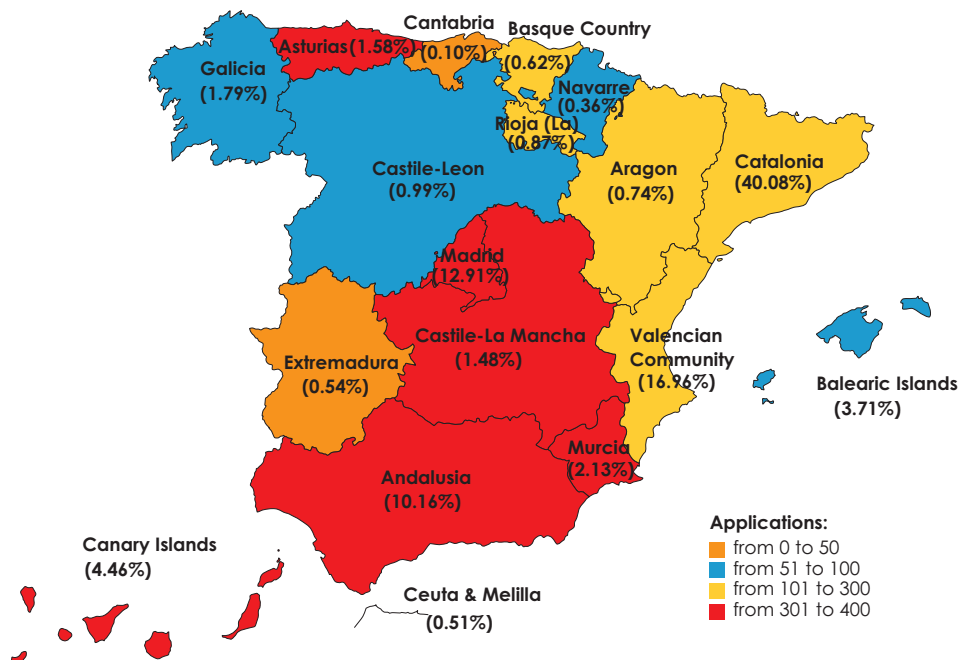 Cantabria
(0.10%)
Basque Country
(0.62%)
Asturias(1.58%)
Galicia
(1.79%)
Navarre
(0.36%)
Rioja (La)
(0.87%)
Castile-Leon
(0.99%)
Aragon
(0.74%)
Catalonia
(40.08%)
Madrid
(12.91%)
Castile-La Mancha
(1.48%)
Valencian
Community
(16.96%)
Extremadura
(0.54%)
Balearic Islands
(3.71%)
Murcia
(2.13%)
Andalusia
(10.16%)
Canary Islands
(4.46%)
Ceuta & Melilla
(0.51%)
Applications:
from 0 to 50
from 51 to 100
from 101 to 300
from 301 to 400